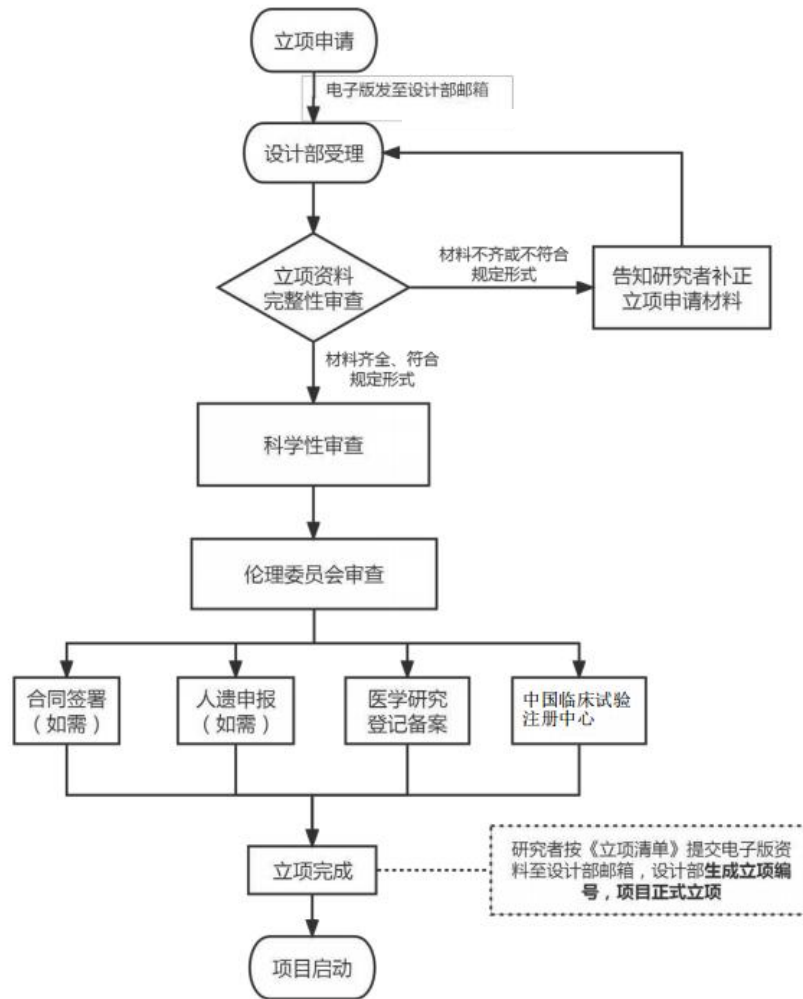 立项申请
电子版发至设计部邮箱
设计部受理
立项资料
完整性审查
材料不齐或不符合
规定形式
告知研究者补正
立项申请材料
材料齐全、符合
规定形式
科学性审查
伦理委员会审查
合同签署
（如需）
人遗申报
（如需）
医学研究
登记备案
中国临床试验
注册中心
立项完成
研究者按《立项清单》提交电子版资
料至设计部邮箱，设计部生成立项编
号，项目正式立项
项目启动